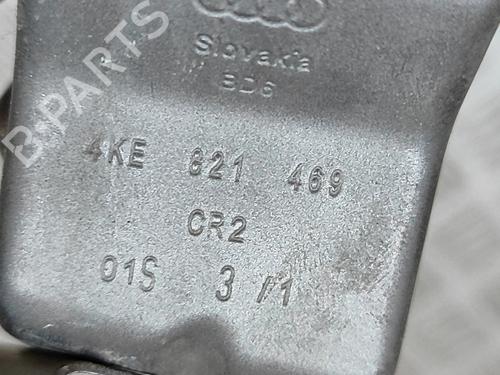 Slovakia
BD6
4KE 821 469
CR2
01S 3/1
B-PARTS